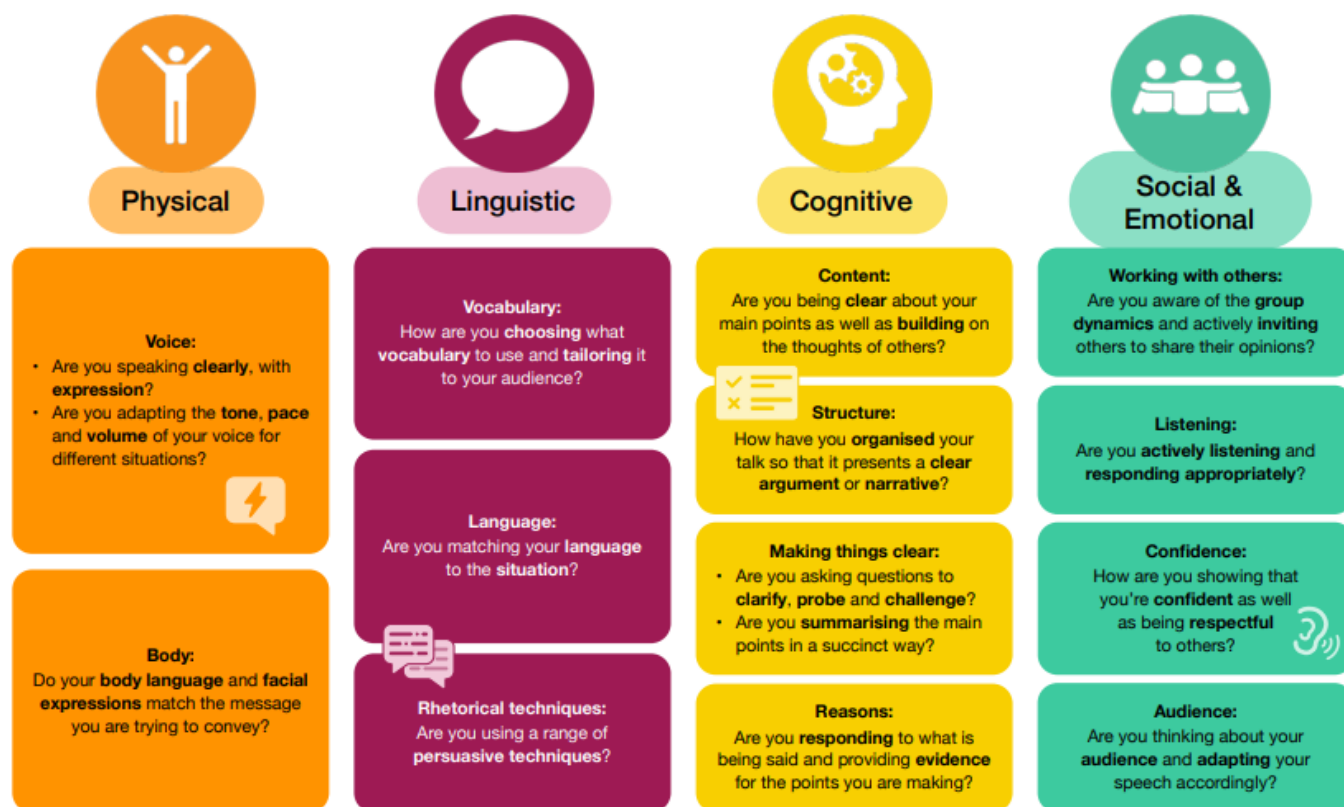 Physical
Voice:
• Are you speaking clearly, with
expression?
• Are you adapting the tone, pace
and volume of your voice for
different situations?
Body:
Do your body language and facial
expressions match the message
you are trying to convey?
Linguistic
Vocabulary:
How are you choosing what
vocabulary to use and tailoring it
to your audience?
Language:
Are you matching your language
to the situation?
Rhetorical techniques:
Are you using a range of
persuasive techniques?
Cognitive
Content:
Are you being clear about your
main points as well as building on
the thoughts of others?
Structure:
How have you organised your
talk so that it presents a clear
argument or narrative?
Making things clear:
• Are you asking questions to
clarify, probe and challenge?
• Are you summarising the main
points in a succinct way?
Reasons:
Are you responding to what is
being said and providing evidence
for the points you are making?
Social &
Emotional
Working with others:
Are you aware of the group
dynamics and actively inviting
others to share their opinions?
Listening:
Are you actively listening and
responding appropriately?
Confidence:
How are you showing that
you're confident as well
as being respectful
to others?
Audience:
Are you thinking about your
audience and adapting your
speech accordingly?